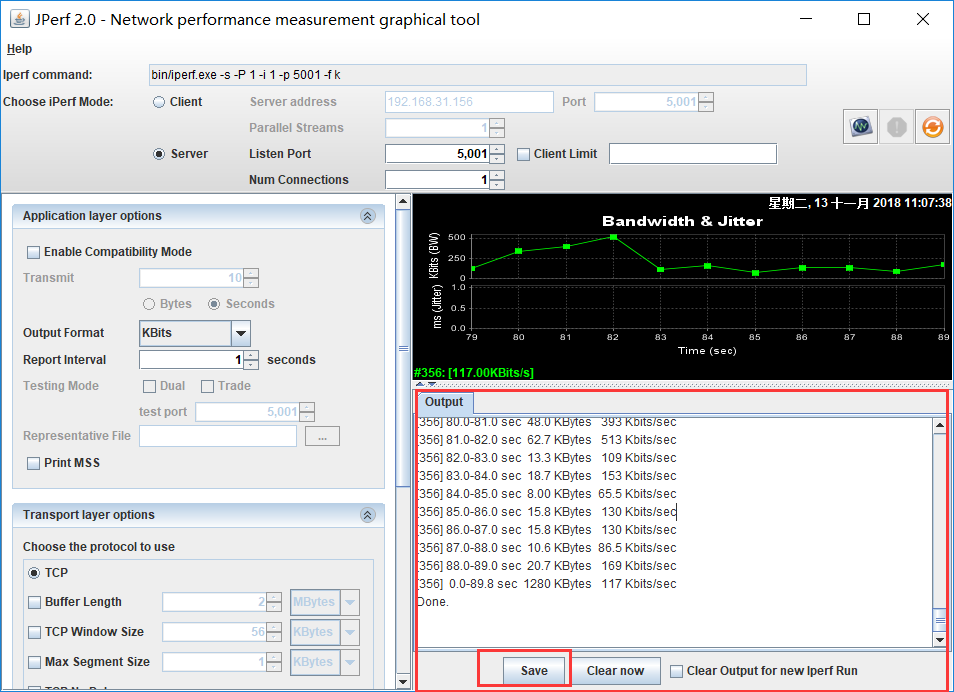 JPerf 2.0 - Network performance measurement graphical tool
Help
Iperf command: bin/iperf.exe -s -P 1 -i 1 -p 5001 -f k
Choose iPerf Mode: Client Server address 192.168.31.156 Port 5,001
Parallel Streams 1
Server Listen Port 5,001 Client Limit
Num Connections 1
Application layer options
Enable Compatibility Mode
Transmit 10
Bytes Seconds
Output Format KBits
Report Interval 1 seconds
Testing Mode Dual Trade
test port 5,001
Representative File ...
Print MSS
Transport layer options
Choose the protocol to use
TCP
Buffer Length 2 MBytes
TCP Window Size 56 KBytes
Max Segment Size 1 KBytes
星期二, 13 十一月 2018 11:07:38
Bandwidth & Jitter
KBits (BW)
500
250
0
ms (Jitter)
1.0
0.5
0.0
79 80 81 82 83 84 85 86 87 88 89
Time (sec)
#356: [117.00KBits/s]
Output
[356] 80.0-81.0 sec 48.0 KBytes 393 Kbits/sec
[356] 81.0-82.0 sec 62.7 KBytes 513 Kbits/sec
[356] 82.0-83.0 sec 13.3 KBytes 109 Kbits/sec
[356] 83.0-84.0 sec 18.7 KBytes 153 Kbits/sec
[356] 84.0-85.0 sec 8.00 KBytes 65.5 Kbits/sec
[356] 85.0-86.0 sec 15.8 KBytes 130 Kbits/sec
[356] 86.0-87.0 sec 15.8 KBytes 130 Kbits/sec
[356] 87.0-88.0 sec 10.6 KBytes 86.5 Kbits/sec
[356] 88.0-89.0 sec 20.7 KBytes 169 Kbits/sec
[356] 0.0-89.8 sec 1280 KBytes 117 Kbits/sec
Done.
Save Clear now Clear Output for new Iperf Run